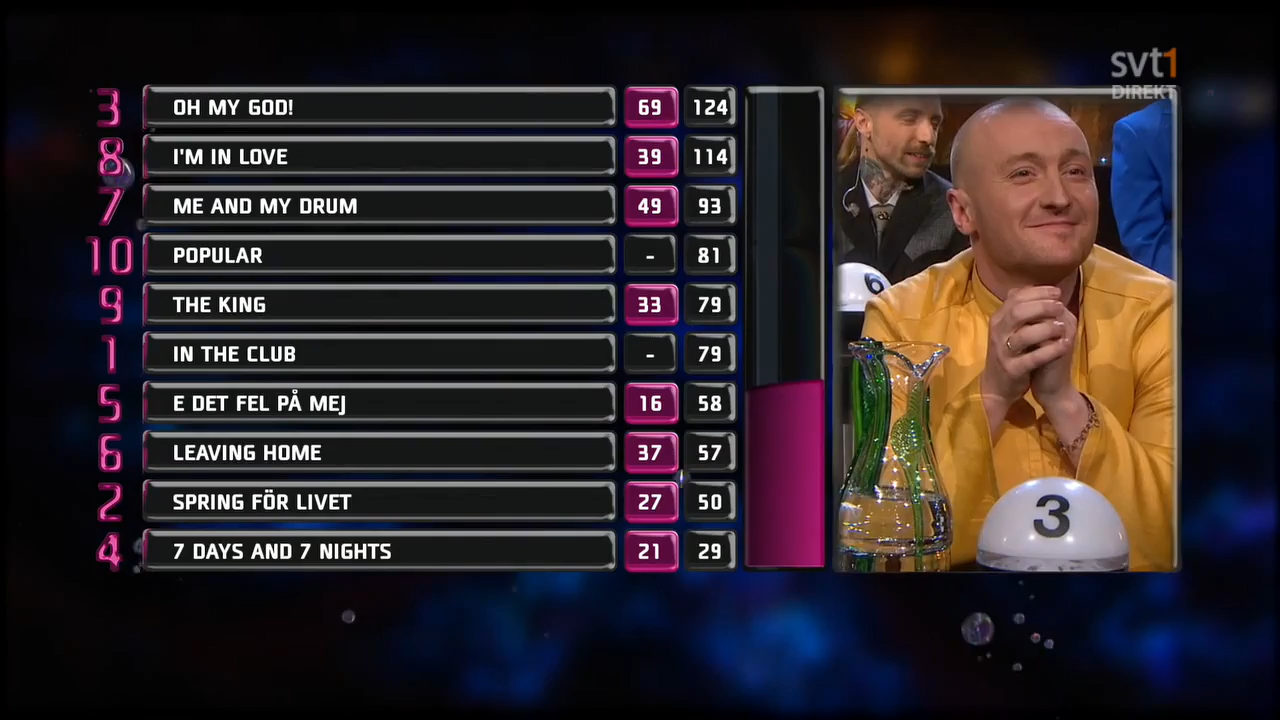 svt1
DIREKT
3 OH MY GOD! 69 124
8 I'M IN LOVE 39 114
7 ME AND MY DRUM 49 93
10 POPULAR - 81
9 THE KING 33 79
1 IN THE CLUB - 79
5 E DET FEL PÅ MEJ 16 58
6 LEAVING HOME 37 57
2 SPRING FÖR LIVET 27 50
4 7 DAYS AND 7 NIGHTS 21 29
6
3